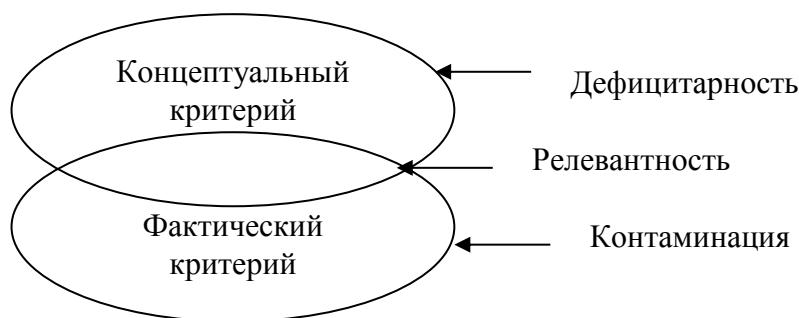 Концептуальный
критерий
Дефицитарность
Релевантность
Фактический
критерий
Контаминация